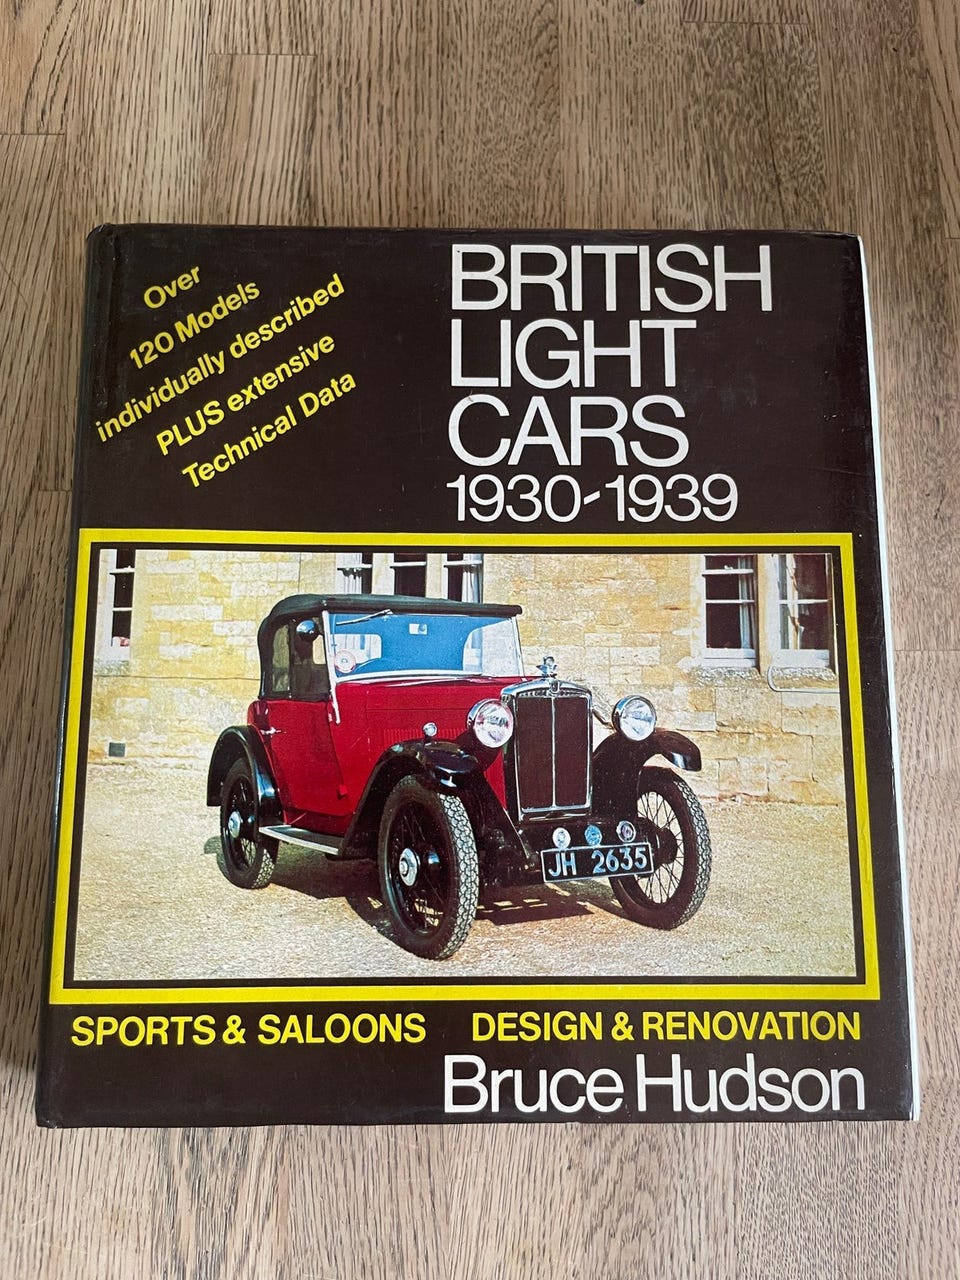 Over
120 Models
individually described
PLUS extensive
Technical Data
BRITISH
LIGHT
CARS
1930-1939
JH 2635
SPORTS & SALOONS DESIGN & RENOVATION
Bruce Hudson